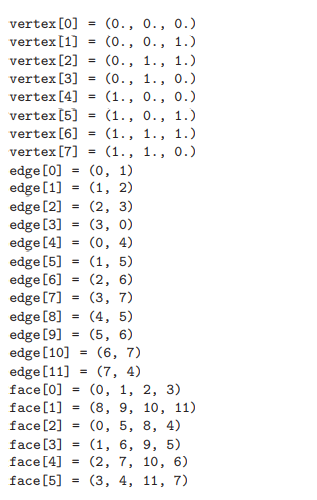 vertex[0] = (0., 0., 0.)
vertex[1] = (0., 0., 1.)
vertex[2] = (0., 1., 1.)
vertex[3] = (0., 1., 0.)
vertex[4] = (1., 0., 0.)
vertex[5] = (1., 0., 1.)
vertex[6] = (1., 1., 1.)
vertex[7] = (1., 1., 0.)
edge[0] = (0, 1)
edge[1] = (1, 2)
edge[2] = (2, 3)
edge[3] = (3, 0)
edge[4] = (0, 4)
edge[5] = (1, 5)
edge[6] = (2, 6)
edge[7] = (3, 7)
edge[8] = (4, 5)
edge[9] = (5, 6)
edge[10] = (6, 7)
edge[11] = (7, 4)
face[0] = (0, 1, 2, 3)
face[1] = (8, 9, 10, 11)
face[2] = (0, 5, 8, 4)
face[3] = (1, 6, 9, 5)
face[4] = (2, 7, 10, 6)
face[5] = (3, 4, 11, 7)